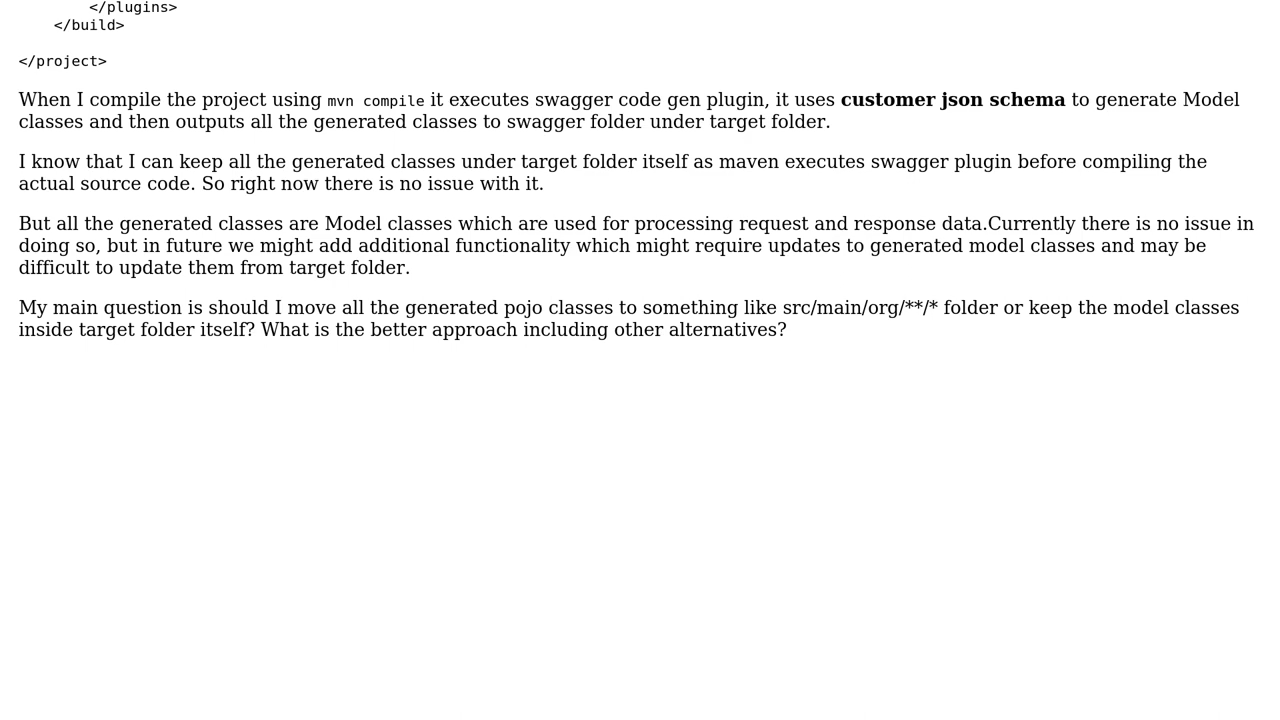 </plugins>
</build>
</project>
When I compile the project using mvn compile it executes swagger code gen plugin, it uses customer json schema to generate Model
classes and then outputs all the generated classes to swagger folder under target folder.
I know that I can keep all the generated classes under target folder itself as maven executes swagger plugin before compiling the
actual source code. So right now there is no issue with it.
But all the generated classes are Model classes which are used for processing request and response data.Currently there is no issue in
doing so, but in future we might add additional functionality which might require updates to generated model classes and may be
difficult to update them from target folder.
My main question is should I move all the generated pojo classes to something like src/main/org/**/* folder or keep the model classes
inside target folder itself? What is the better approach including other alternatives?